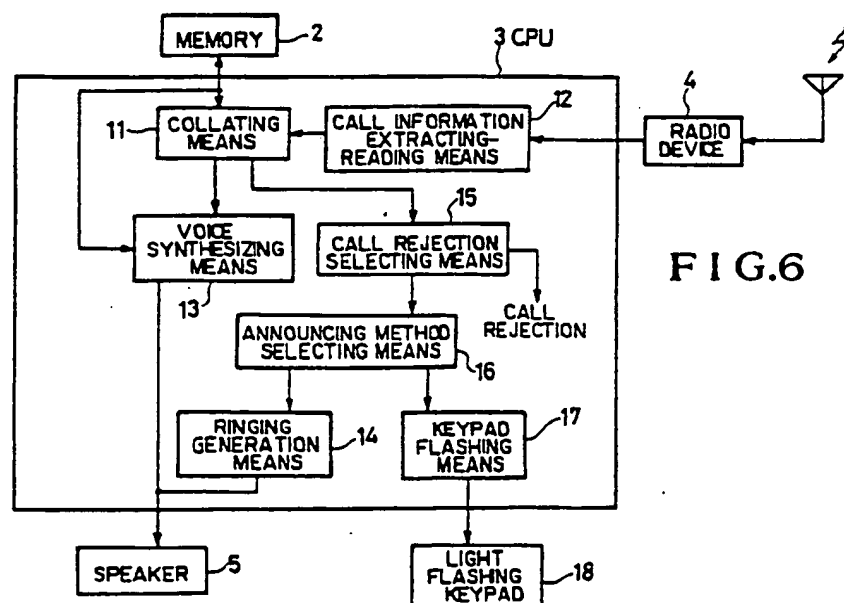 MEMORY
2
3 CPU
11
COLLATING
MEANS
CALL INFORMATION
EXTRACTING-
READING MEANS
12
4
RADIO
DEVICE
VOICE
SYNTHESIZING
MEANS
13
15
CALL REJECTION
SELECTING MEANS
CALL
REJECTION
FIG.6
ANNOUNCING METHOD
SELECTING MEANS
16
RINGING
GENERATION
MEANS
14
KEYPAD
FLASHING
MEANS
17
SPEAKER
5
LIGHT
FLASHING
KEYPAD
18